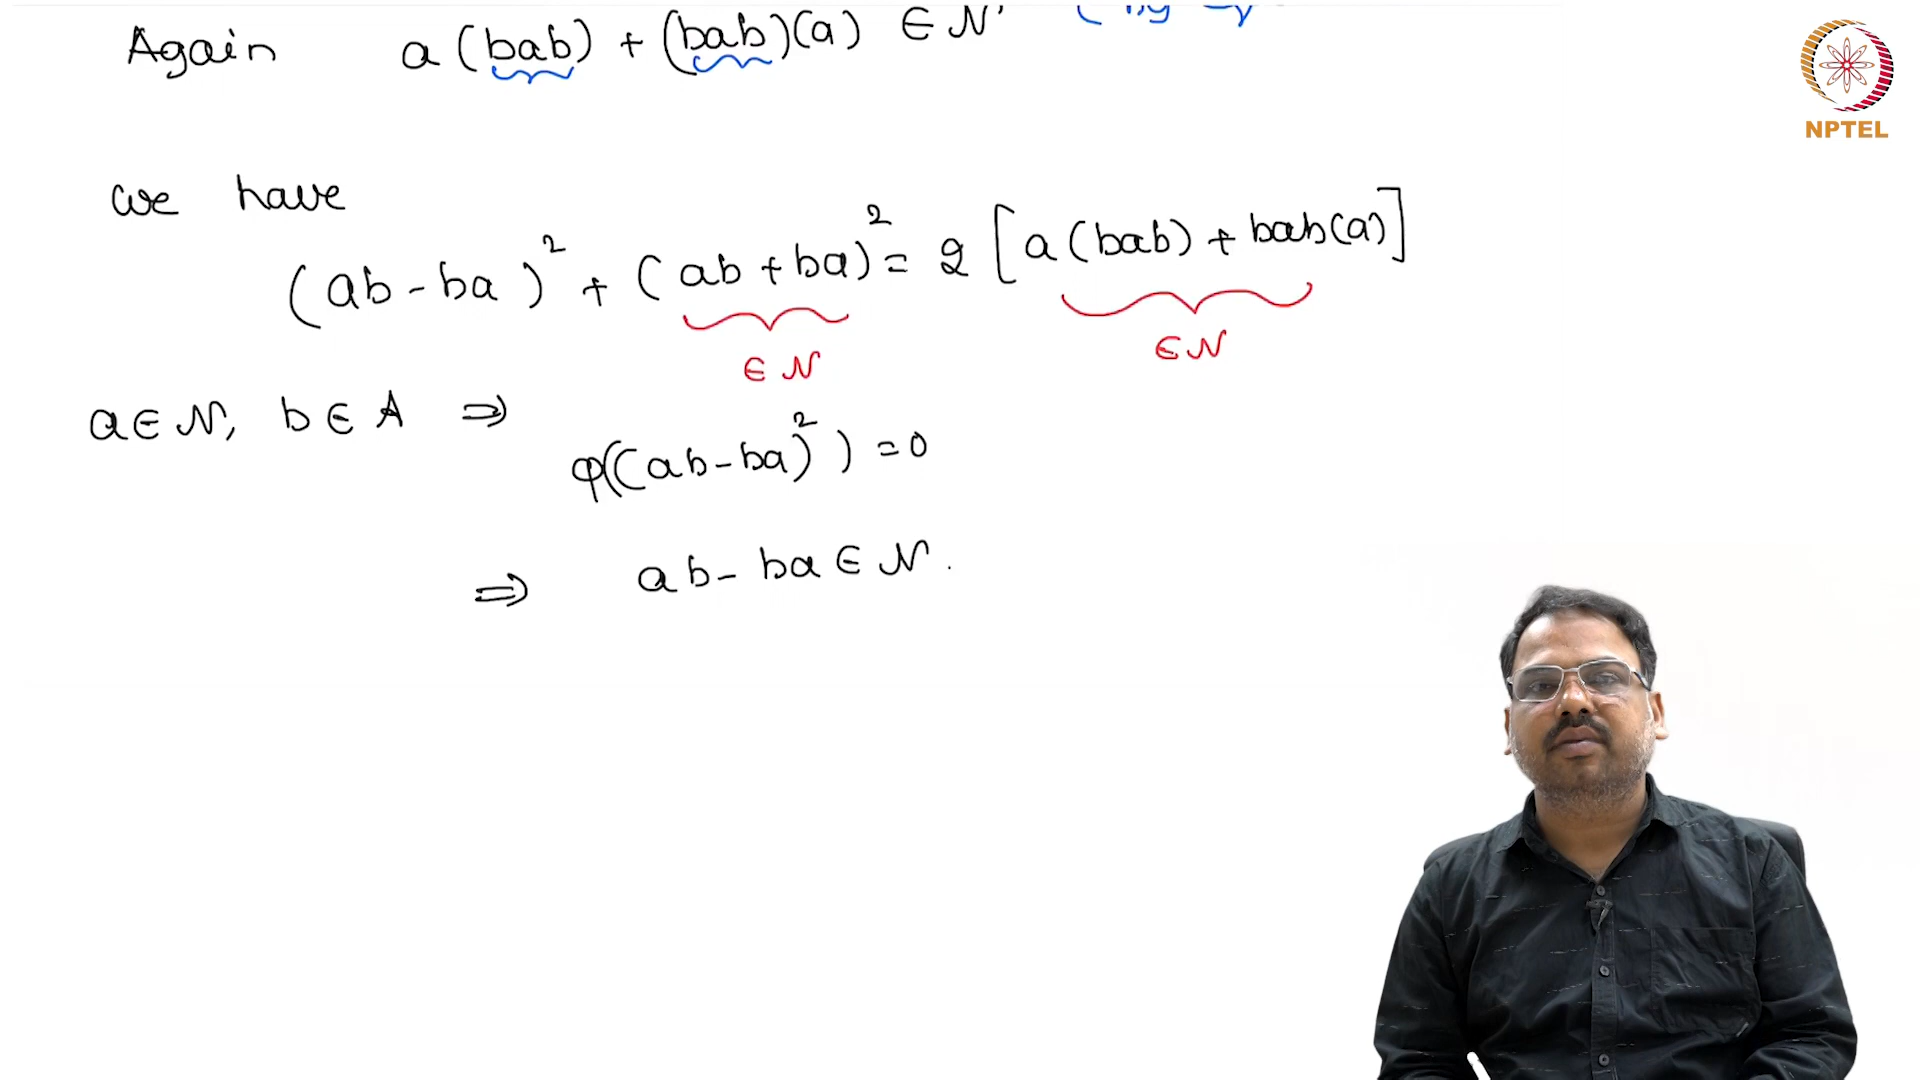 Again a (bab) + (bab)(a) ∈ N
NPTEL
we have
(ab - ba)² + (ab + ba)² = 2 [a (bab) + bab(a)]
∈ N ∈ N
a ∈ N, b ∈ A ⇒
φ((ab - ba)²) = 0
⇒ ab - ba ∈ N.